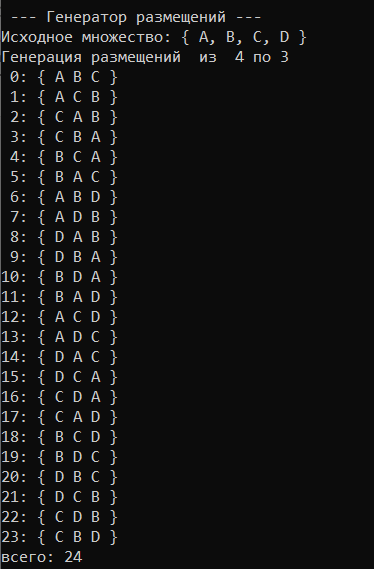 --- Генератор размещений ---
Исходное множество: { A, B, C, D }
Генерация размещений  из  4 по 3
 0: { A B C }
 1: { A C B }
 2: { C A B }
 3: { C B A }
 4: { B C A }
 5: { B A C }
 6: { A B D }
 7: { A D B }
 8: { D A B }
 9: { D B A }
10: { B D A }
11: { B A D }
12: { A C D }
13: { A D C }
14: { D A C }
15: { D C A }
16: { C D A }
17: { C A D }
18: { B C D }
19: { B D C }
20: { D B C }
21: { D C B }
22: { C D B }
23: { C B D }
всего: 24